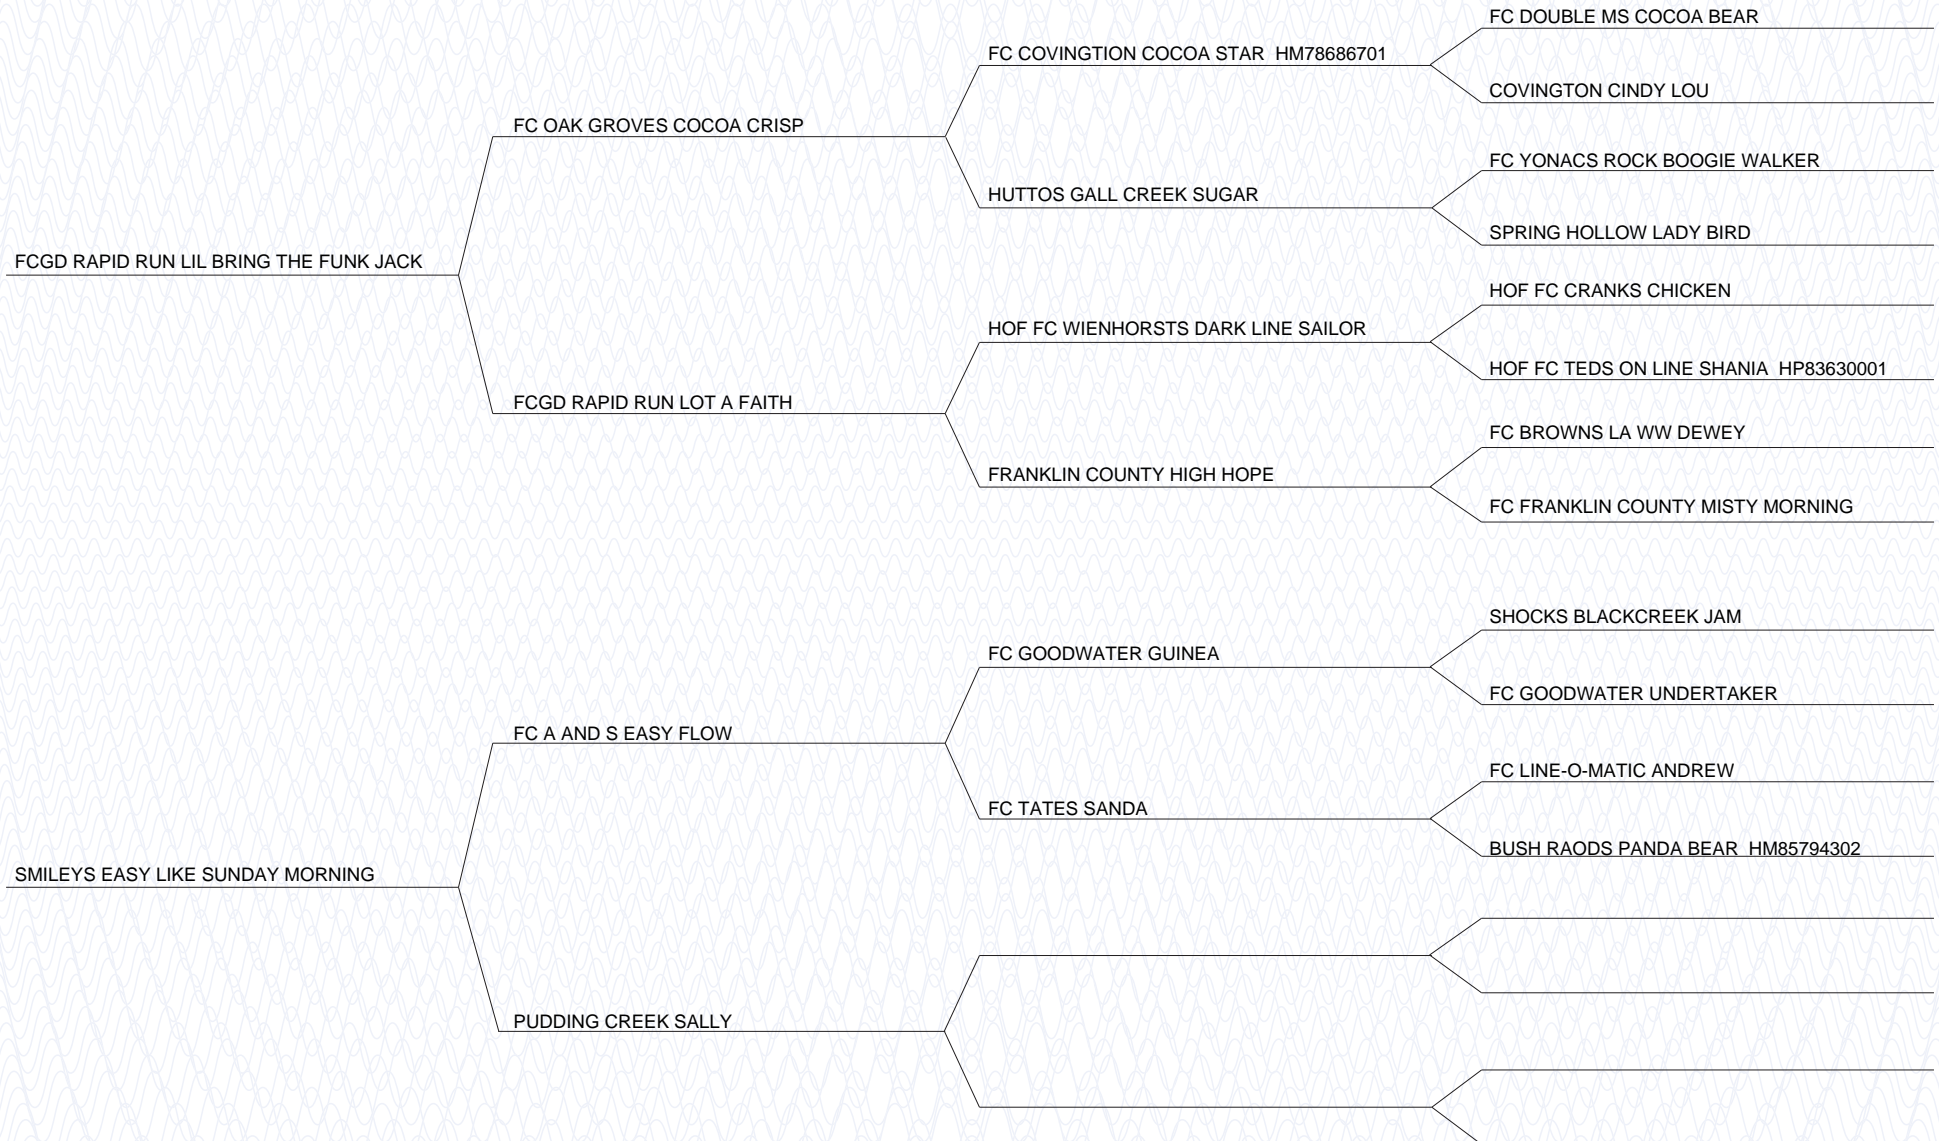 FC DOUBLE MS COCOA BEAR
FC COVINGTION COCOA STAR HM78686701
COVINGTON CINDY LOU
FC OAK GROVES COCOA CRISP
FC YONACS ROCK BOOGIE WALKER
HUTTOS GALL CREEK SUGAR
SPRING HOLLOW LADY BIRD
FCGD RAPID RUN LIL BRING THE FUNK JACK
HOF FC CRANKS CHICKEN
HOF FC WIENHORSTS DARK LINE SAILOR
HOF FC TEDS ON LINE SHANIA HP83630001
FCGD RAPID RUN LOT A FAITH
FC BROWNS LA WW DEWEY
FRANKLIN COUNTY HIGH HOPE
FC FRANKLIN COUNTY MISTY MORNING
SHOCKS BLACKCREEK JAM
FC GOODWATER GUINEA
FC GOODWATER UNDERTAKER
FC A AND S EASY FLOW
FC LINE-O-MATIC ANDREW
FC TATES SANDA
BUSH RAODS PANDA BEAR HM85794302
SMILEYS EASY LIKE SUNDAY MORNING
PUDDING CREEK SALLY